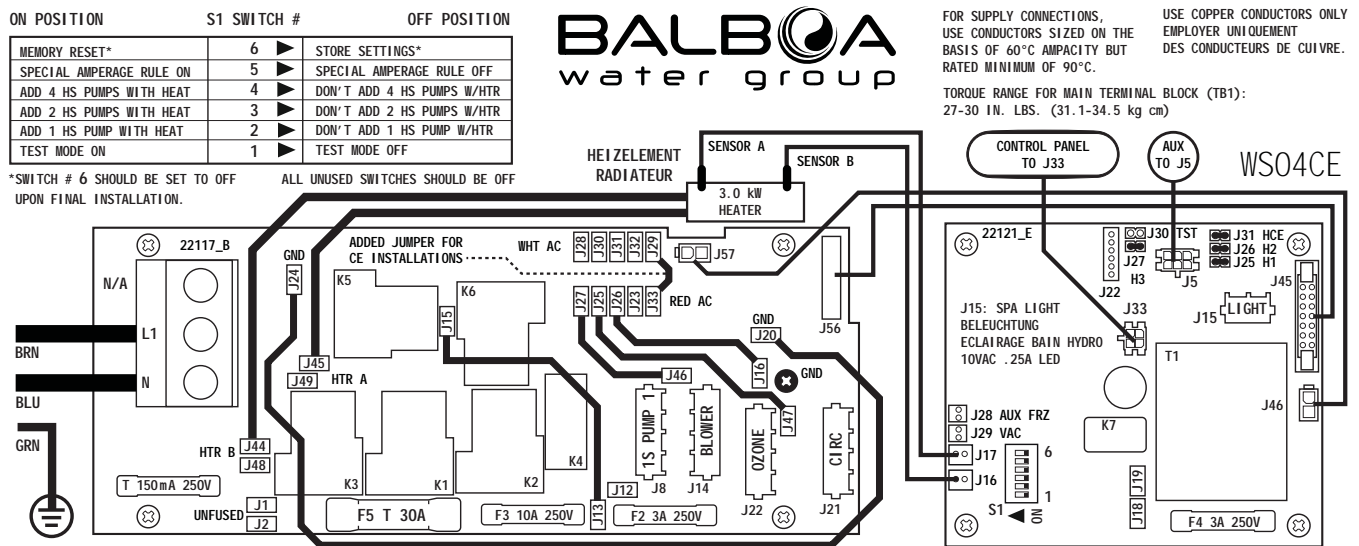 ON POSITION S1 SWITCH # OFF POSITION
MEMORY RESET* 6 ▶ STORE SETTINGS*
SPECIAL AMPERAGE RULE ON 5 ▶ SPECIAL AMPERAGE RULE OFF
ADD 4 HS PUMPS WITH HEAT 4 ▶ DON'T ADD 4 HS PUMPS W/HTR
ADD 2 HS PUMPS WITH HEAT 3 ▶ DON'T ADD 2 HS PUMPS W/HTR
ADD 1 HS PUMP WITH HEAT 2 ▶ DON'T ADD 1 HS PUMP W/HTR
TEST MODE ON 1 ▶ TEST MODE OFF
*SWITCH # 6 SHOULD BE SET TO OFF
UPON FINAL INSTALLATION.
ALL UNUSED SWITCHES SHOULD BE OFF
BALBOA
water group
FOR SUPPLY CONNECTIONS,
USE CONDUCTORS SIZED ON THE
BASIS OF 60°C AMPACITY BUT
RATED MINIMUM OF 90°C.
USE COPPER CONDUCTORS ONLY
EMPLOYER UNIQUEMENT
DES CONDUCTEURS DE CUIVRE.
TORQUE RANGE FOR MAIN TERMINAL BLOCK (TB1):
27-30 IN. LBS. (31.1-34.5 kg cm)
HEIZELEMENT
RADIATEUR
SENSOR A
SENSOR B
3.0 kW
HEATER
CONTROL PANEL
TO J33
AUX
TO J5
WS04CE
22117_B
N/A
L1
N
BRN
BLU
GRN
GND
J24
ADDED JUMPER FOR
CE INSTALLATIONS
WHT AC
J28
J30
J31
J32
J29
J57
K5
K6
J15
J27
J25
J26
J23
J33
RED AC
J56
GND
J20
J45
J49
HTR A
J46
J16
GND
J47
HTR B
J44
J48
K3
K1
K2
K4
1S PUMP 1
J8
BLOWER
J14
OZONE
J22
CIRC
J21
T 150mA 250V
UNFUSED
J1
J2
F5 T 30A
F3 10A 250V
J13
J12
F2 3A 250V
22121_E
J30 TST
J27
H3
J22
J5
J31 HCE
J26 H2
J25 H1
J45
J33
J15
LIGHT
J15: SPA LIGHT
BELEUCHTUNG
ECLAIRAGE BAIN HYDRO
10VAC .25A LED
T1
K7
J46
J28 AUX FRZ
J29 VAC
J17
J16
6
1
S1
ON
J19
J18
F4 3A 250V